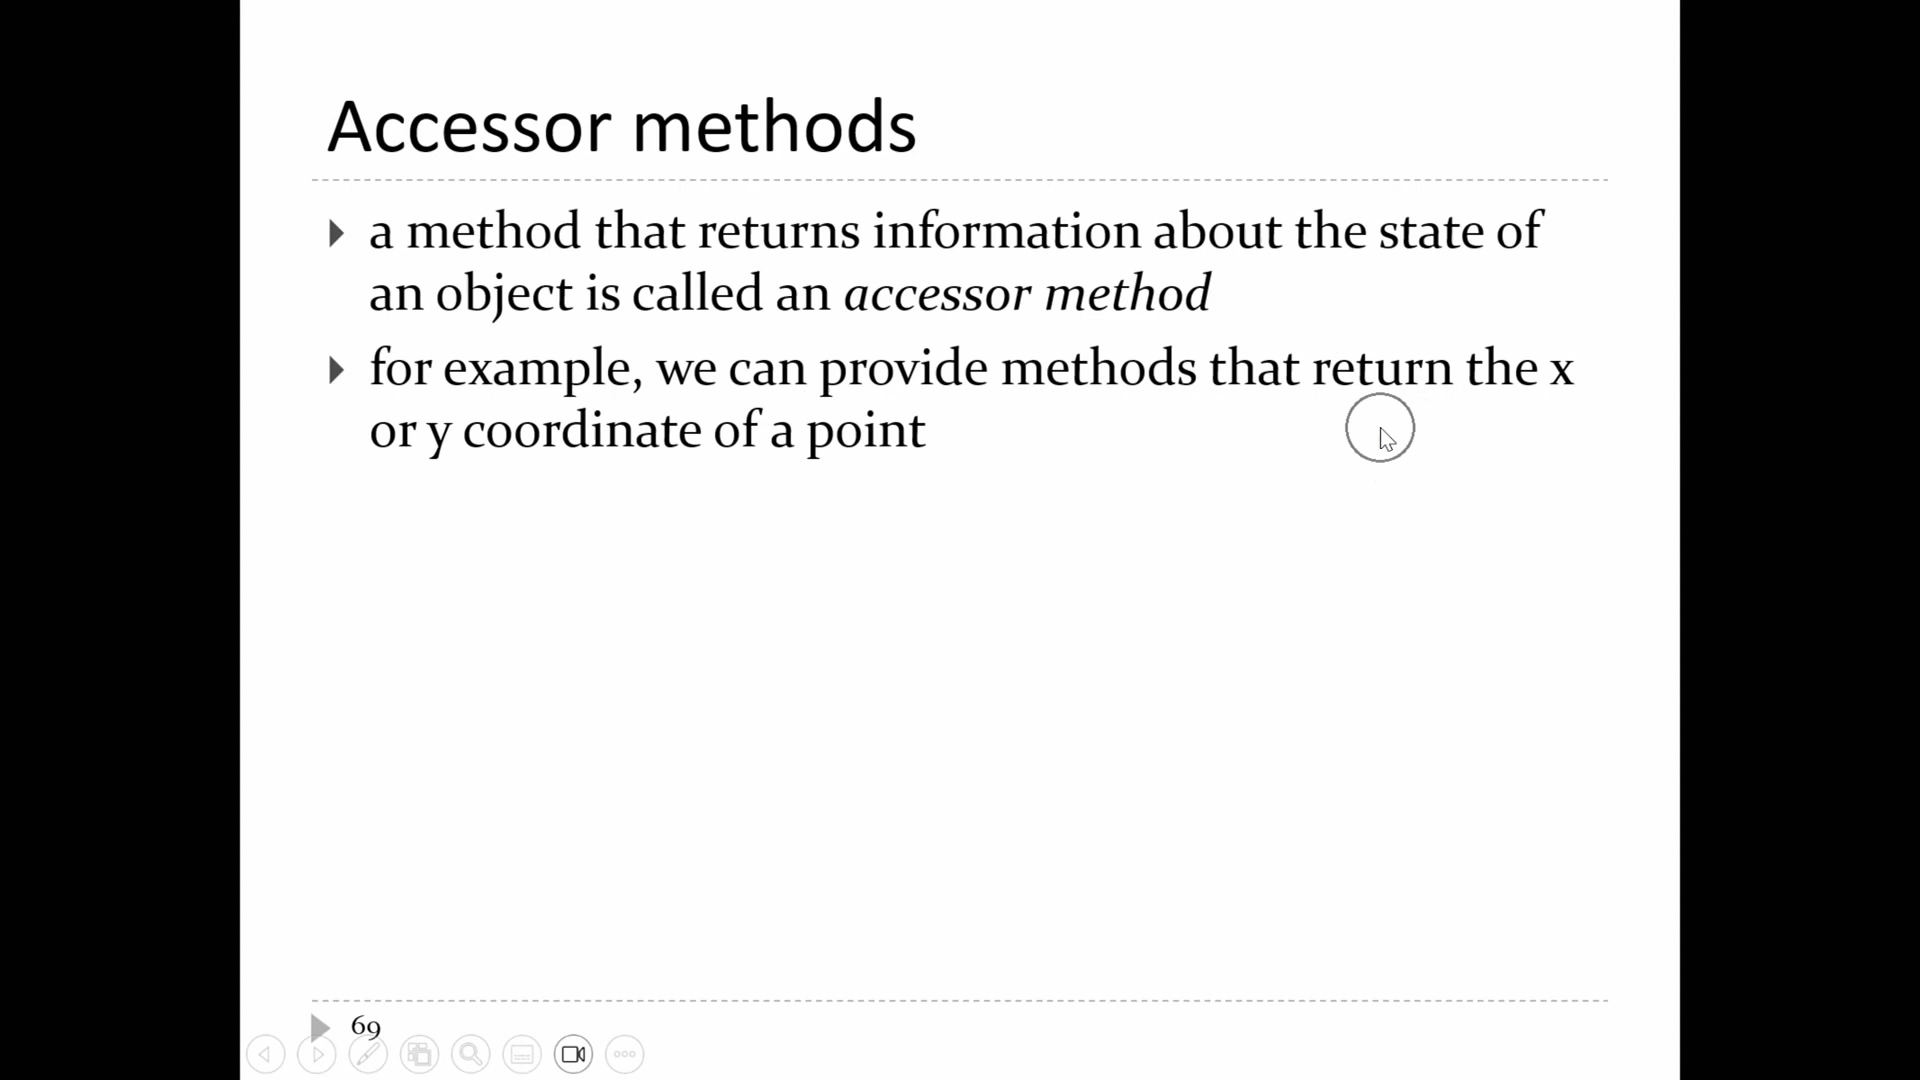 Accessor methods
a method that returns information about the state of
an object is called an accessor method
for example, we can provide methods that return the x
or y coordinate of a point
69